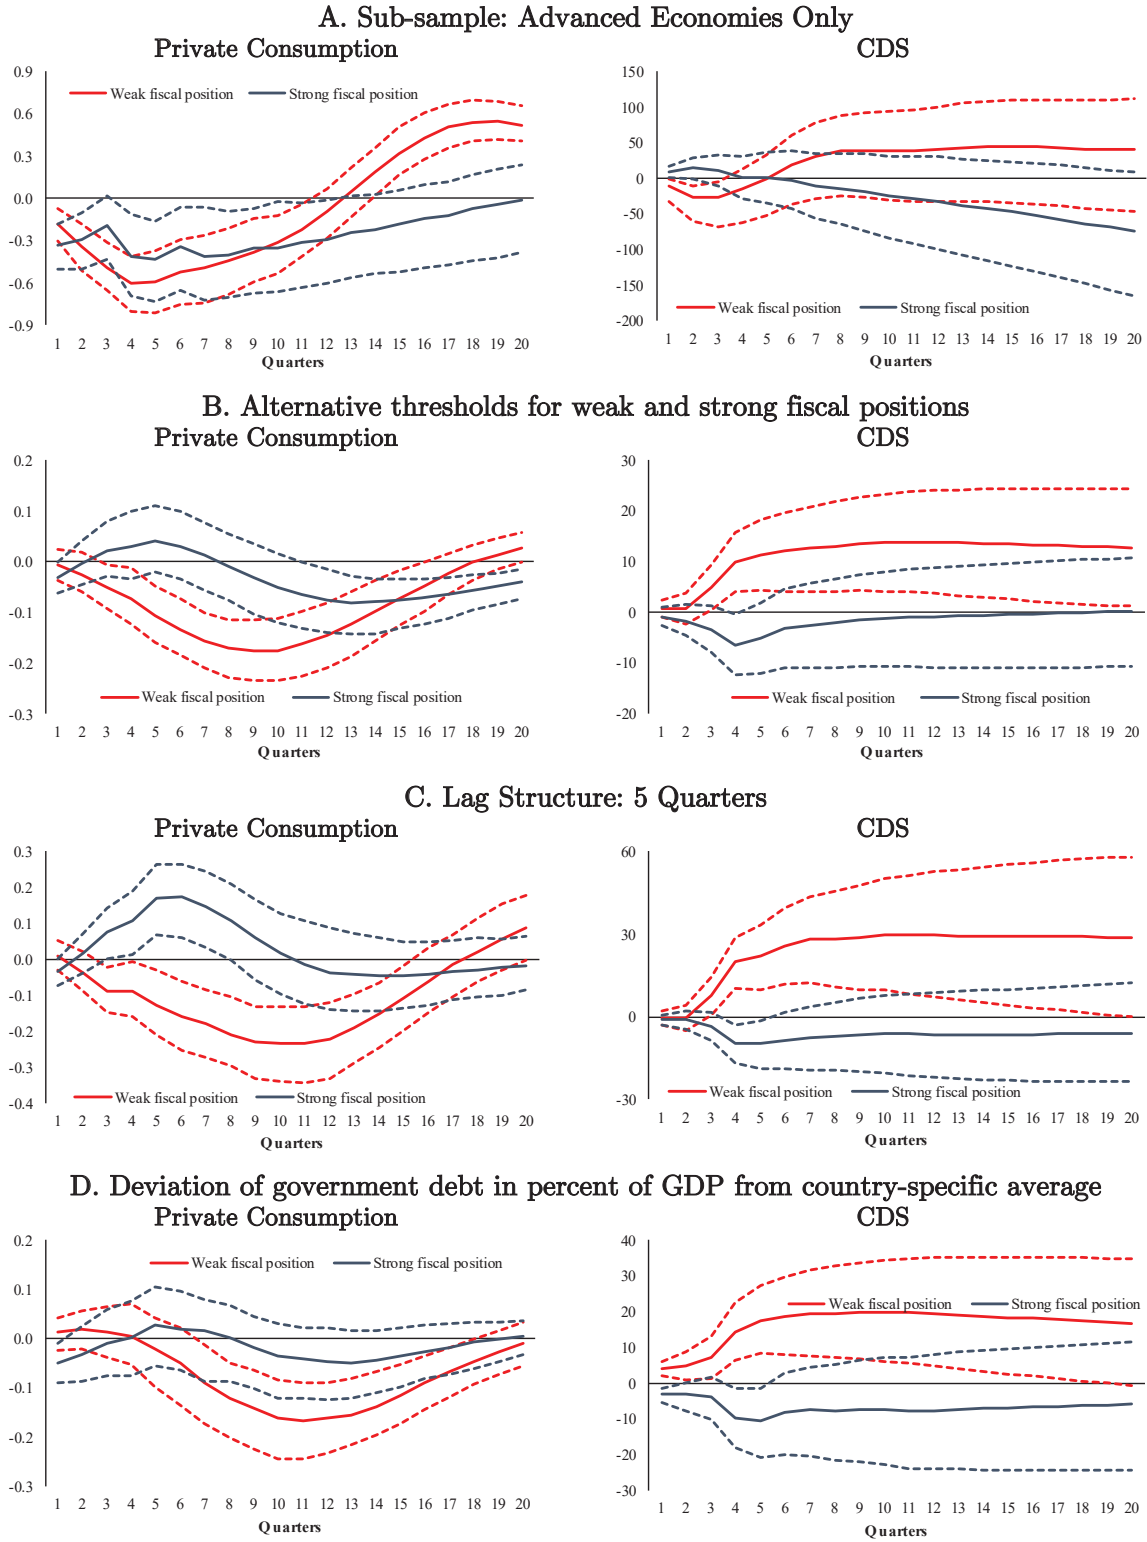 A. Sub-sample: Advanced Economies Only
Private Consumption
CDS
0.9
0.6
0.3
0.0
-0.3
-0.6
-0.9
Weak fiscal position
Strong fiscal position
1 2 3 4 5 6 7 8 9 10 11 12 13 14 15 16 17 18 19 20
Quarters
150
100
50
0
-50
-100
-150
-200
Weak fiscal position
Strong fiscal position
1 2 3 4 5 6 7 8 9 10 11 12 13 14 15 16 17 18 19 20
Quarters
B. Alternative thresholds for weak and strong fiscal positions
Private Consumption
CDS
0.2
0.1
0.0
-0.1
-0.2
-0.3
Weak fiscal position
Strong fiscal position
1 2 3 4 5 6 7 8 9 10 11 12 13 14 15 16 17 18 19 20
Quarters
30
20
10
0
-10
-20
Weak fiscal position
Strong fiscal position
1 2 3 4 5 6 7 8 9 10 11 12 13 14 15 16 17 18 19 20
Quarters
C. Lag Structure: 5 Quarters
Private Consumption
CDS
0.3
0.2
0.1
0.0
-0.1
-0.2
-0.3
-0.4
Weak fiscal position
Strong fiscal position
1 2 3 4 5 6 7 8 9 10 11 12 13 14 15 16 17 18 19 20
Quarters
60
30
0
-30
Weak fiscal position
Strong fiscal position
1 2 3 4 5 6 7 8 9 10 11 12 13 14 15 16 17 18 19 20
Quarters
D. Deviation of government debt in percent of GDP from country-specific average
Private Consumption
CDS
0.2
0.1
0.0
-0.1
-0.2
-0.3
Weak fiscal position
Strong fiscal position
1 2 3 4 5 6 7 8 9 10 11 12 13 14 15 16 17 18 19 20
Quarters
40
30
20
10
0
-10
-20
-30
Weak fiscal position
Strong fiscal position
1 2 3 4 5 6 7 8 9 10 11 12 13 14 15 16 17 18 19 20
Quarters